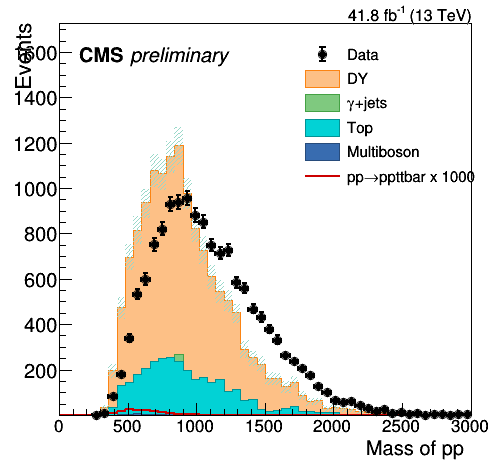 41.8 fb⁻¹ (13 TeV)
Events
CMS preliminary
Data
DY
γ+jets
Top
Multiboson
pp→ppttbar x 1000
1600
1400
1200
1000
800
600
400
200
0 500 1000 1500 2000 2500 3000
Mass of pp